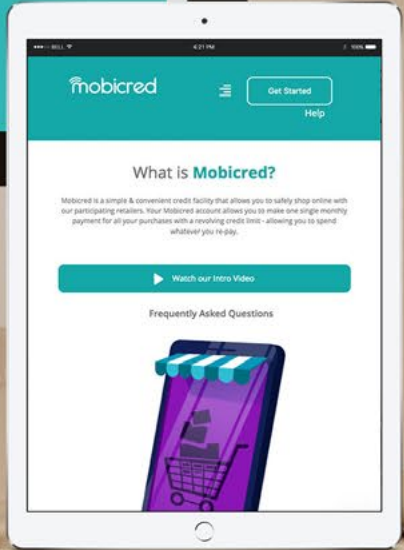 BELL
4:21 PM
100%
mobicred
Get Started
Help
What is Mobicred?
Mobicred is a simple & convenient credit facility that allows you to safely shop online with
our participating retailers. Your Mobicred account allows you to make one single monthly
payment for all your purchases with a revolving credit limit - allowing you to spend
whatever you re-pay.
Watch our Intro Video
Frequently Asked Questions